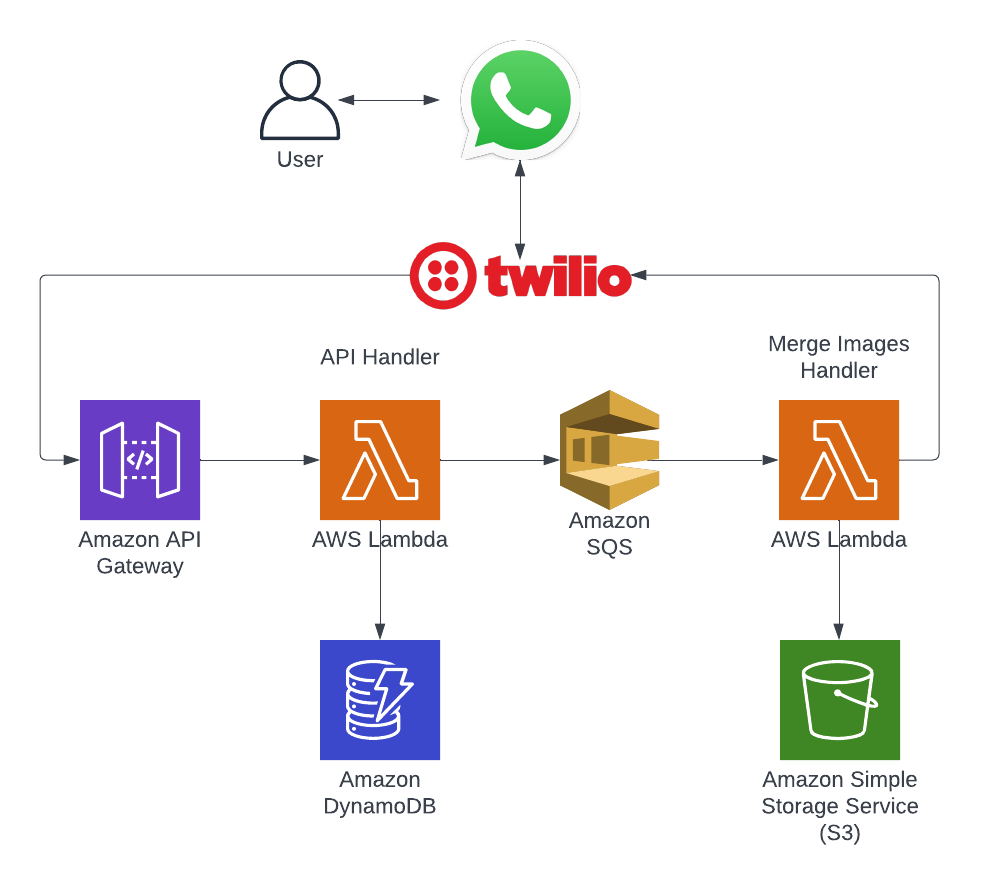 User
twilio
API Handler
Merge Images
Handler
</>
Amazon API
Gateway
AWS Lambda
Amazon
SQS
AWS Lambda
Amazon
DynamoDB
Amazon Simple
Storage Service
(S3)